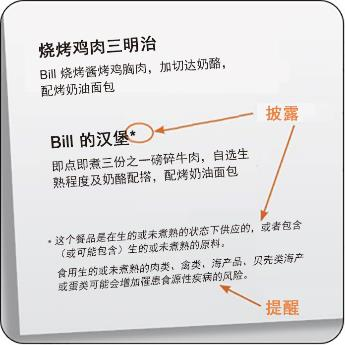 烧烤鸡肉三明治
Bill 烧烤酱烤鸡胸肉，加切达奶酪，
配烤奶油面包
披露
Bill 的汉堡*
即点即煮三份之一磅碎牛肉，自选生
熟程度及奶酪配搭，配烤奶油面包
* 这个餐品是在生的或未煮熟的状态下供应的，或者包含
（或可能包含）生的或未煮熟的原料。
食用生的或未煮熟的肉类、禽类，海产品、贝壳类海产
或蛋类可能会增加罹患食源性疾病的风险。
提醒